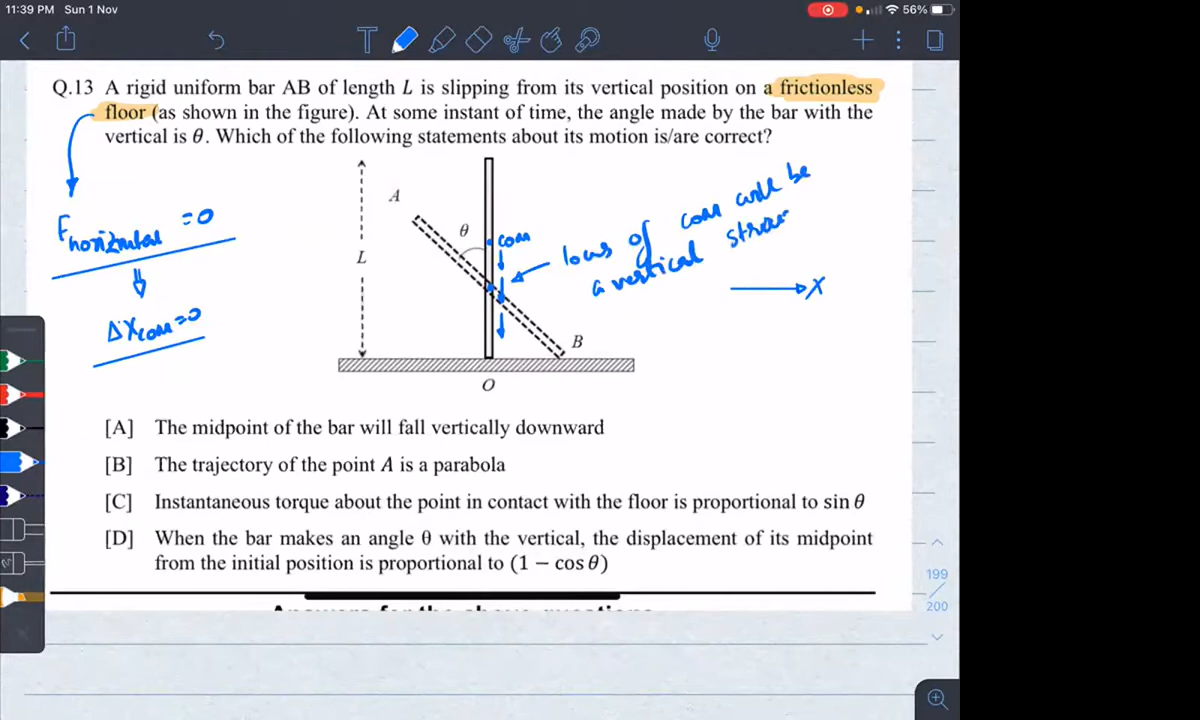 11:39 PM Sun 1 Nov
56%
Q.13 A rigid uniform bar AB of length L is slipping from its vertical position on a frictionless
floor (as shown in the figure). At some instant of time, the angle made by the bar with the
vertical is θ. Which of the following statements about its motion is/are correct?
A
θ
L
B
O
F horizontal = 0
ΔXcom = 0
com
locus of com will be
a vertical stra
X
[A] The midpoint of the bar will fall vertically downward
[B] The trajectory of the point A is a parabola
[C] Instantaneous torque about the point in contact with the floor is proportional to sin θ
[D] When the bar makes an angle θ with the vertical, the displacement of its midpoint
from the initial position is proportional to (1 − cos θ)
199
200